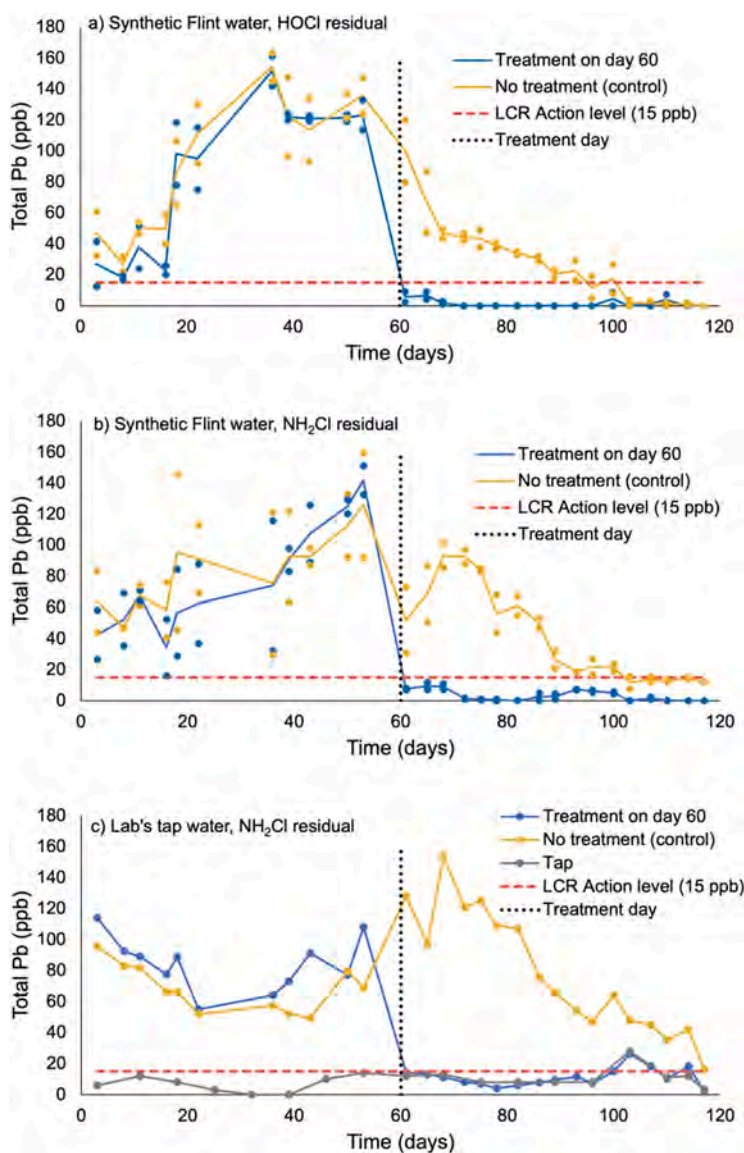 a) Synthetic Flint water, HOCl residual
Treatment on day 60
No treatment (control)
LCR Action level (15 ppb)
Treatment day
Total Pb (ppb)
180
160
140
120
100
80
60
40
20
0
0 20 40 60 80 100 120
Time (days)
b) Synthetic Flint water, NH₂Cl residual
Treatment on day 60
No treatment (control)
LCR Action level (15 ppb)
Treatment day
Total Pb (ppb)
180
160
140
120
100
80
60
40
20
0
0 20 40 60 80 100 120
Time (days)
c) Lab's tap water, NH₂Cl residual
Treatment on day 60
No treatment (control)
Tap
LCR Action level (15 ppb)
Treatment day
Total Pb (ppb)
180
160
140
120
100
80
60
40
20
0
0 20 40 60 80 100 120
Time (days)